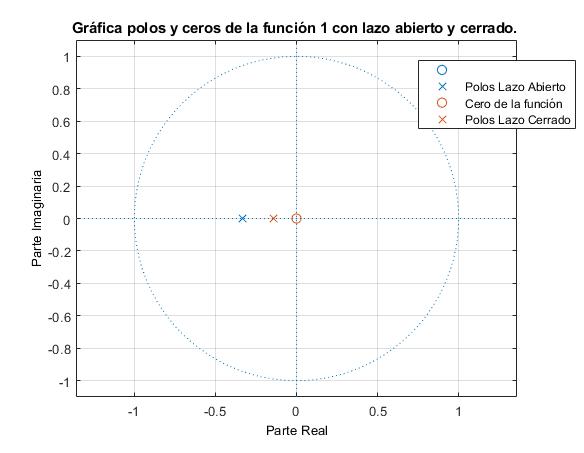 Gráfica polos y ceros de la función 1 con lazo abierto y cerrado.
Polos Lazo Abierto
Cero de la función
Polos Lazo Cerrado
Parte Imaginaria
1
0.8
0.6
0.4
0.2
0
-0.2
-0.4
-0.6
-0.8
-1
-1
-0.5
0
0.5
1
Parte Real